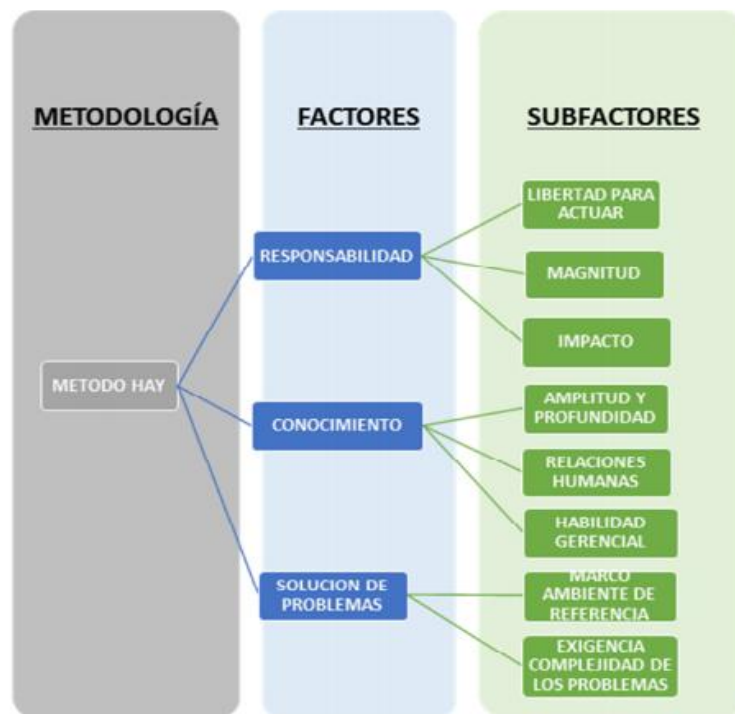 METODOLOGÍA
FACTORES
SUBFACTORES
METODO HAY
RESPONSABILIDAD
CONOCIMIENTO
SOLUCION DE
PROBLEMAS
LIBERTAD PARA
ACTUAR
MAGNITUD
IMPACTO
AMPLITUD Y
PROFUNDIDAD
RELACIONES
HUMANAS
HABILIDAD
GERENCIAL
MARCO
AMBIENTE DE
REFERENCIA
EXIGENCIA
COMPLEJIDAD DE
LOS PROBLEMAS